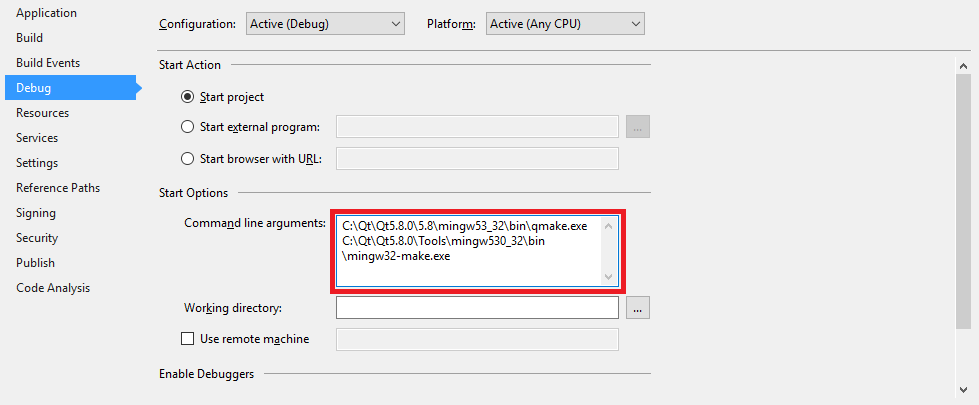 Application
Build
Build Events
Debug
Resources
Services
Settings
Reference Paths
Signing
Security
Publish
Code Analysis
Configuration: Active (Debug) Platform: Active (Any CPU)
Start Action
Start project
Start external program: ...
Start browser with URL:
Start Options
Command line arguments: C:\Qt\Qt5.8.0\5.8\mingw53_32\bin\qmake.exe
C:\Qt\Qt5.8.0\Tools\mingw530_32\bin
\mingw32-make.exe
Working directory: ...
Use remote machine
Enable Debuggers